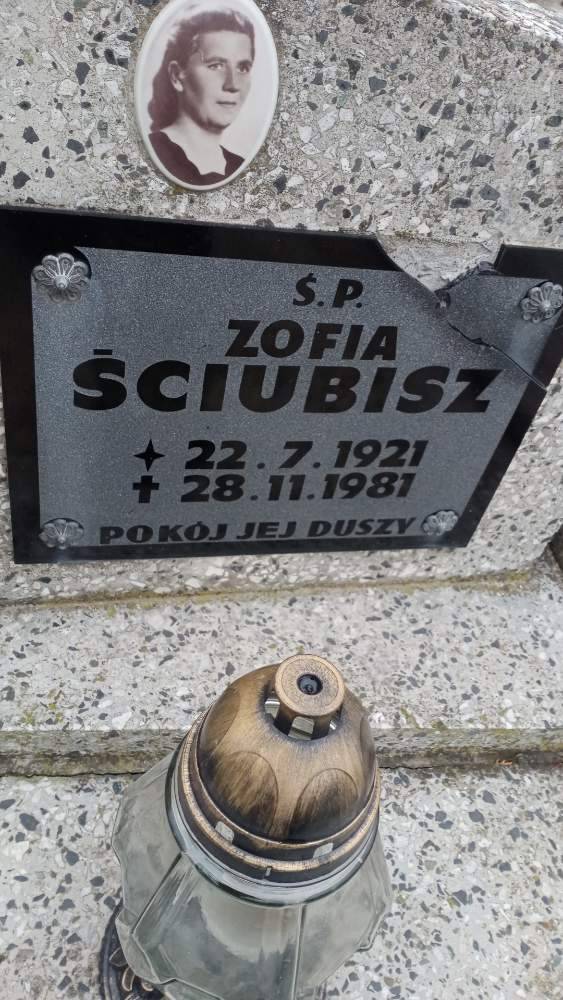 Ś.P.
ZOFIA
ŚCIUBISZ
22.7.1921
28.11.1981
POKÓJ JEJ DUSZY